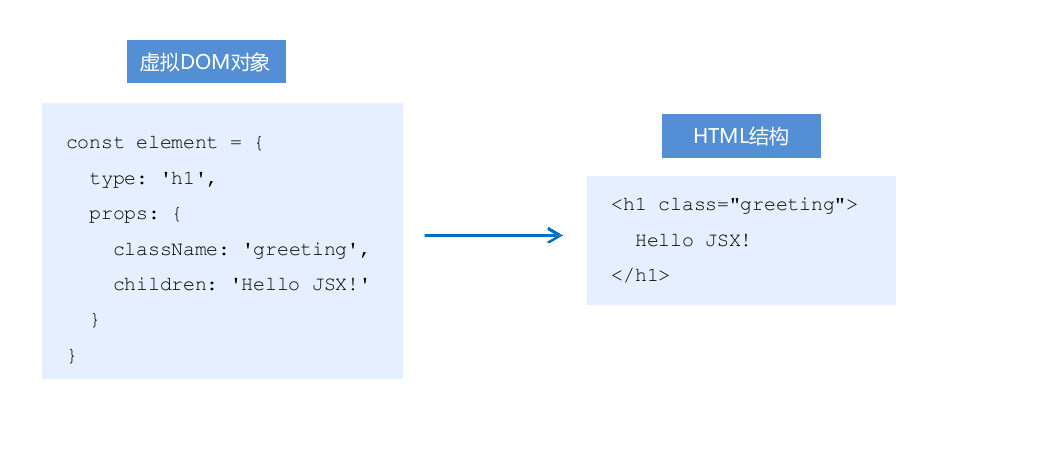 虚拟DOM对象
const element = {
  type: 'h1',
  props: {
    className: 'greeting',
    children: 'Hello JSX!'
  }
}
HTML结构
<h1 class="greeting">
  Hello JSX!
</h1>